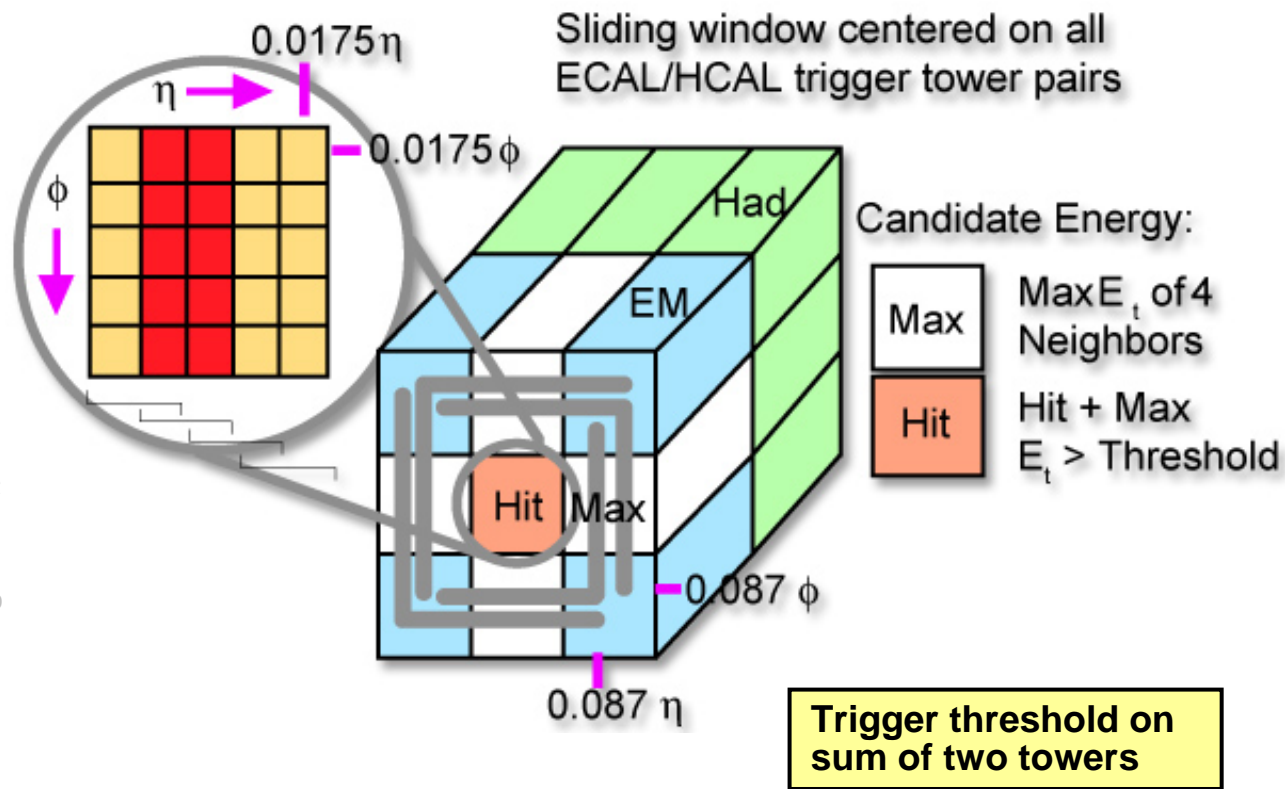 0.0175η
Sliding window centered on all
ECAL/HCAL trigger tower pairs
η
0.0175ϕ
ϕ
Had
Candidate Energy:
EM
Max
Max Et of 4
Neighbors
Hit
Hit + Max
Et > Threshold
Hit
Max
0.087 ϕ
0.087 η
Trigger threshold on
sum of two towers